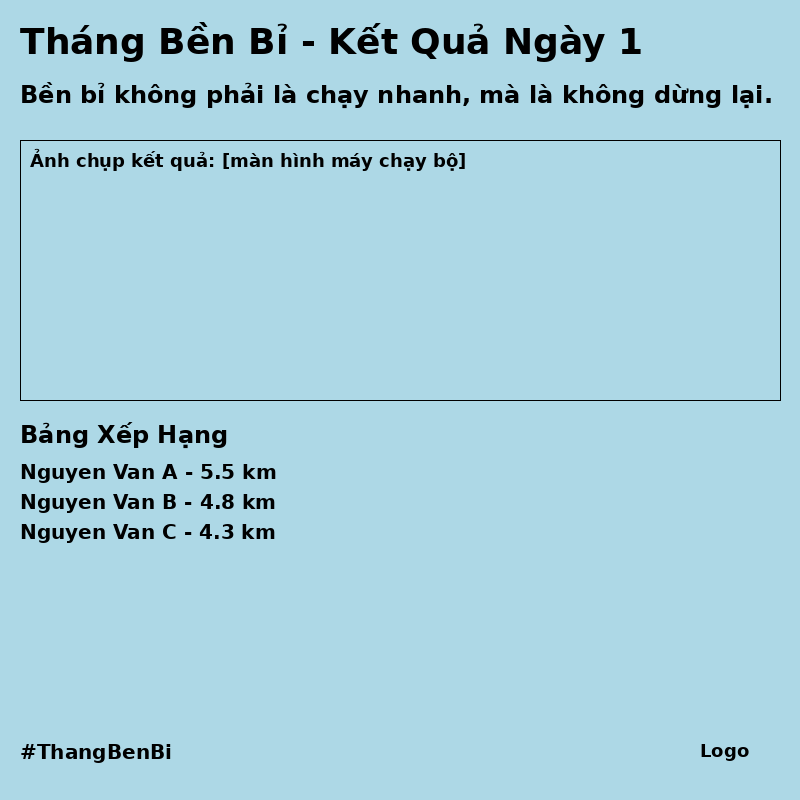 Tháng Bền Bỉ - Kết Quả Ngày 1
Bền bỉ không phải là chạy nhanh, mà là không dừng lại.
Ảnh chụp kết quả: [màn hình máy chạy bộ]
Bảng Xếp Hạng
Nguyen Van A - 5.5 km
Nguyen Van B - 4.8 km
Nguyen Van C - 4.3 km
#ThangBenBi
Logo